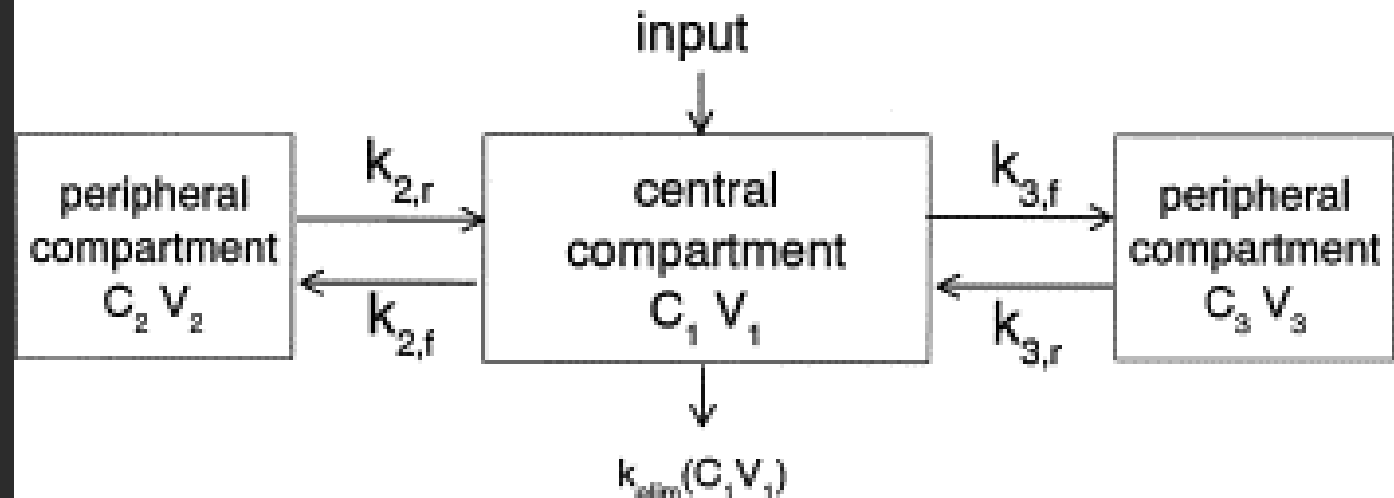 input
peripheral
compartment
C₂ V₂
k₂,r
k₂,f
central
compartment
C₁ V₁
k₃,f
k₃,r
peripheral
compartment
C₃ V₃
kₑₗᵢₘ(C₁V₁)